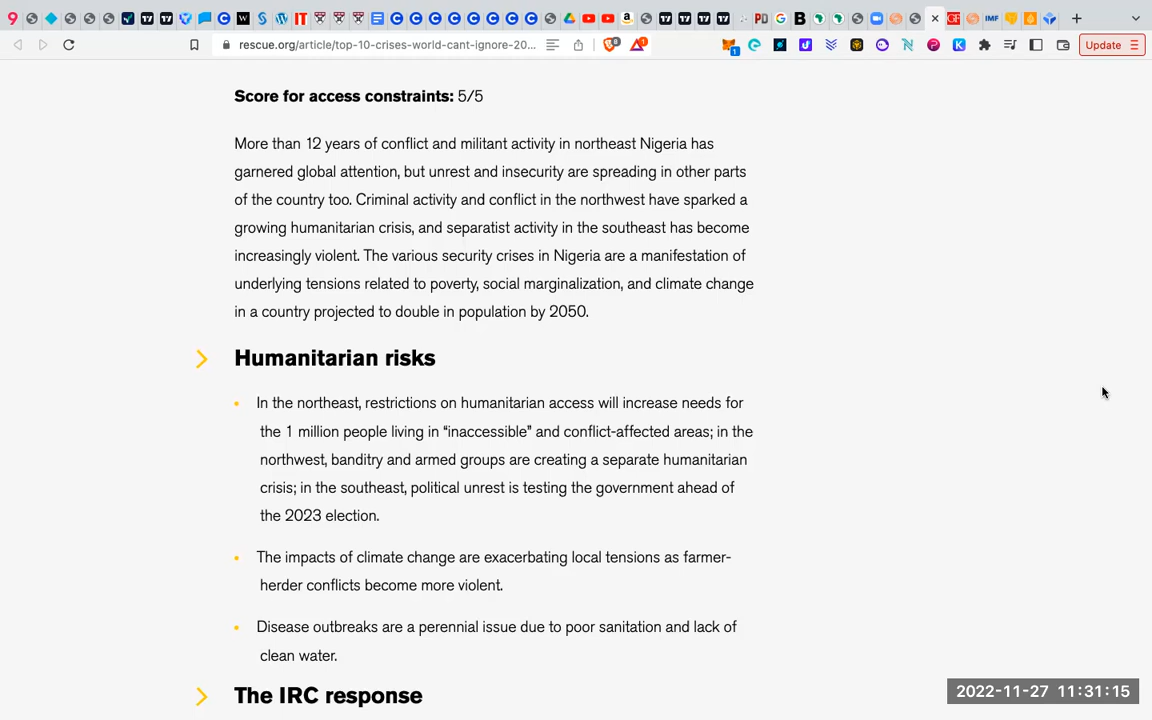 rescue.org/article/top-10-crises-world-cant-ignore-20...
Update
Score for access constraints: 5/5
More than 12 years of conflict and militant activity in northeast Nigeria has
garnered global attention, but unrest and insecurity are spreading in other parts
of the country too. Criminal activity and conflict in the northwest have sparked a
growing humanitarian crisis, and separatist activity in the southeast has become
increasingly violent. The various security crises in Nigeria are a manifestation of
underlying tensions related to poverty, social marginalization, and climate change
in a country projected to double in population by 2050.
Humanitarian risks
In the northeast, restrictions on humanitarian access will increase needs for
the 1 million people living in “inaccessible” and conflict-affected areas; in the
northwest, banditry and armed groups are creating a separate humanitarian
crisis; in the southeast, political unrest is testing the government ahead of
the 2023 election.
The impacts of climate change are exacerbating local tensions as farmer-
herder conflicts become more violent.
Disease outbreaks are a perennial issue due to poor sanitation and lack of
clean water.
The IRC response
2022-11-27 11:31:15